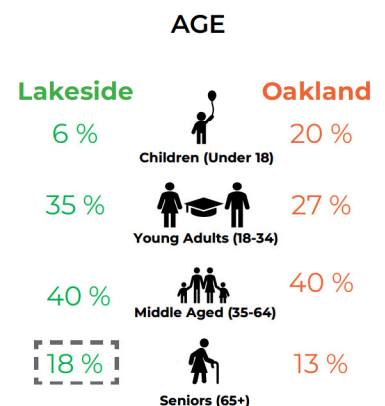 AGE
Lakeside Oakland
6 % 20 %
Children (Under 18)
35 % 27 %
Young Adults (18-34)
40 % 40 %
Middle Aged (35-64)
18 % 13 %
Seniors (65+)